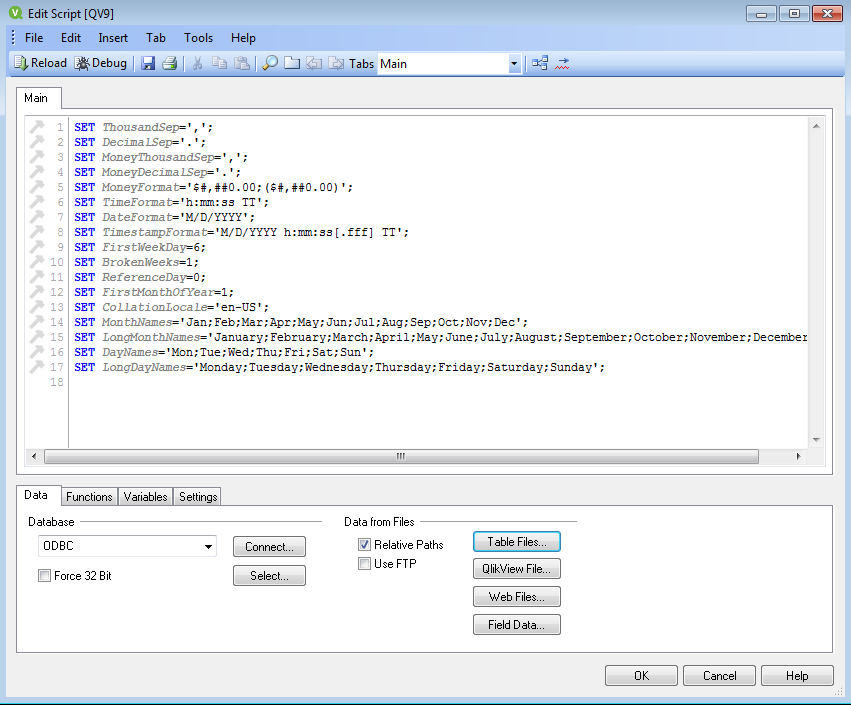 Edit Script [QV9]
File Edit Insert Tab Tools Help
Reload Debug Tabs Main
Main
1 SET ThousandSep=',';
2 SET DecimalSep='.';
3 SET MoneyThousandSep=',';
4 SET MoneyDecimalSep='.';
5 SET MoneyFormat='$#,##0.00;($#,##0.00)';
6 SET TimeFormat='h:mm:ss TT';
7 SET DateFormat='M/D/YYYY';
8 SET TimestampFormat='M/D/YYYY h:mm:ss[.fff] TT';
9 SET FirstWeekDay=6;
10 SET BrokenWeeks=1;
11 SET ReferenceDay=0;
12 SET FirstMonthOfYear=1;
13 SET CollationLocale='en-US';
14 SET MonthNames='Jan;Feb;Mar;Apr;May;Jun;Jul;Aug;Sep;Oct;Nov;Dec';
15 SET LongMonthNames='January;February;March;April;May;June;July;August;September;October;November;December
16 SET DayNames='Mon;Tue;Wed;Thu;Fri;Sat;Sun';
17 SET LongDayNames='Monday;Tuesday;Wednesday;Thursday;Friday;Saturday;Sunday';
18
Data Functions Variables Settings
Database Data from Files
ODBC Connect... Relative Paths Table Files...
Force 32 Bit Select... Use FTP QlikView File...
Web Files...
Field Data...
OK Cancel Help